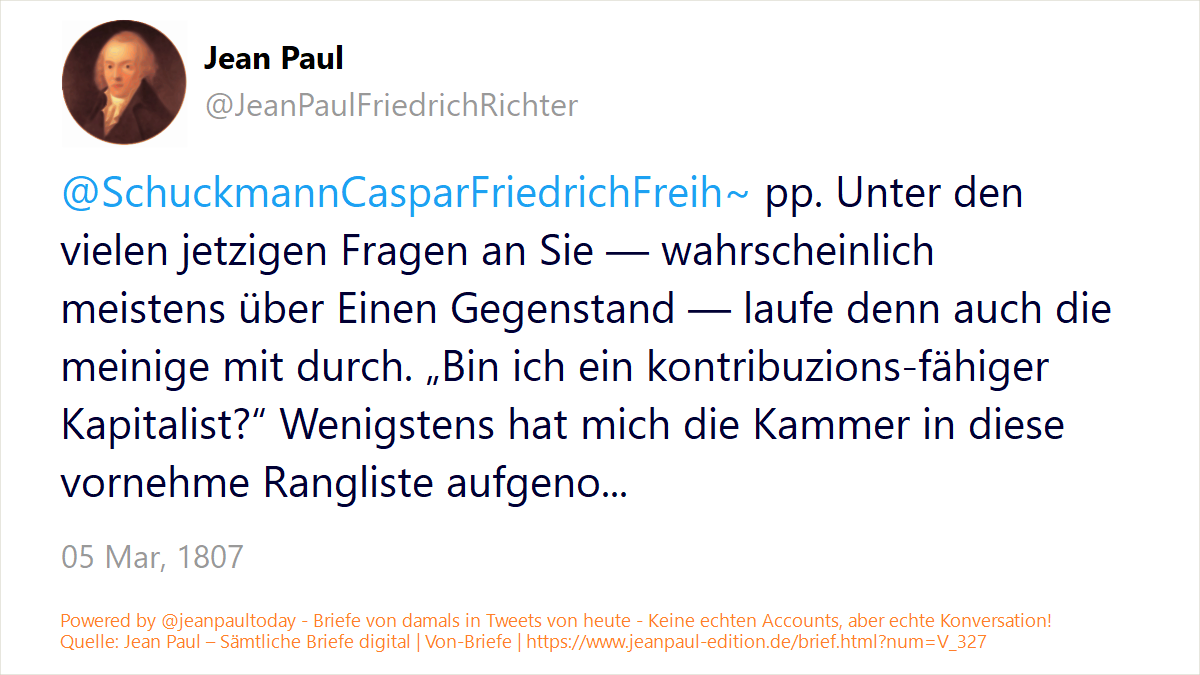 Jean Paul
@JeanPaulFriedrichRichter
@SchuckmannCasparFriedrichFreih~ pp. Unter den
vielen jetzigen Fragen an Sie — wahrscheinlich
meistens über Einen Gegenstand — laufe denn auch die
meinige mit durch. „Bin ich ein kontribuzions-fähiger
Kapitalist?“ Wenigstens hat mich die Kammer in diese
vornehme Rangliste aufgeno...
05 Mar, 1807
Powered by @jeanpaultoday - Briefe von damals in Tweets von heute - Keine echten Accounts, aber echte Konversation!
Quelle: Jean Paul – Sämtliche Briefe digital | Von-Briefe | https://www.jeanpaul-edition.de/brief.html?num=V_327